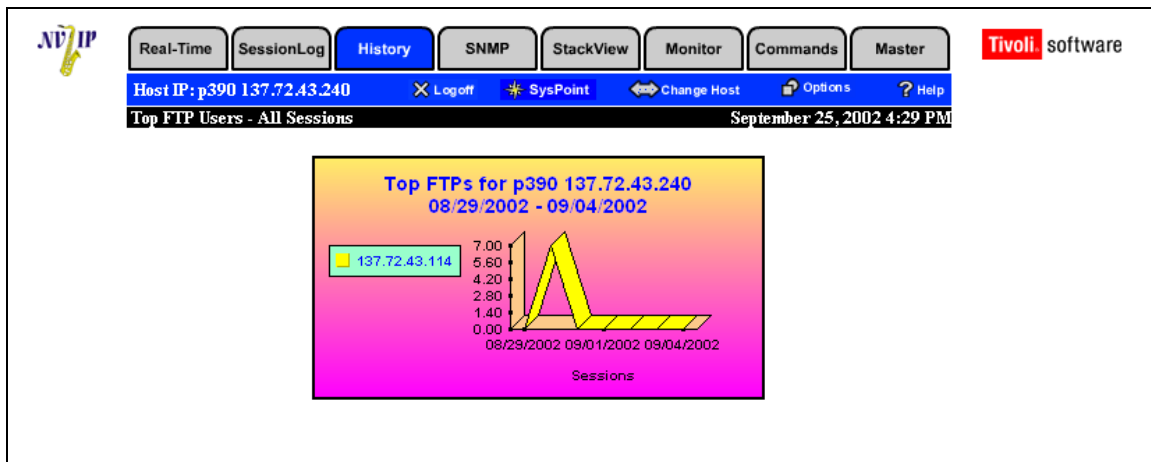 NV IP
Real-Time SessionLog History SNMP StackView Monitor Commands Master
Tivoli. software
Host IP: p390 137.72.43.240 Logoff SysPoint Change Host Options ? Help
Top FTP Users - All Sessions September 25, 2002 4:29 PM
Top FTPs for p390 137.72.43.240
08/29/2002 - 09/04/2002
137.72.43.114
7.00
5.60
4.20
2.80
1.40
0.00
08/29/2002 09/01/2002 09/04/2002
Sessions